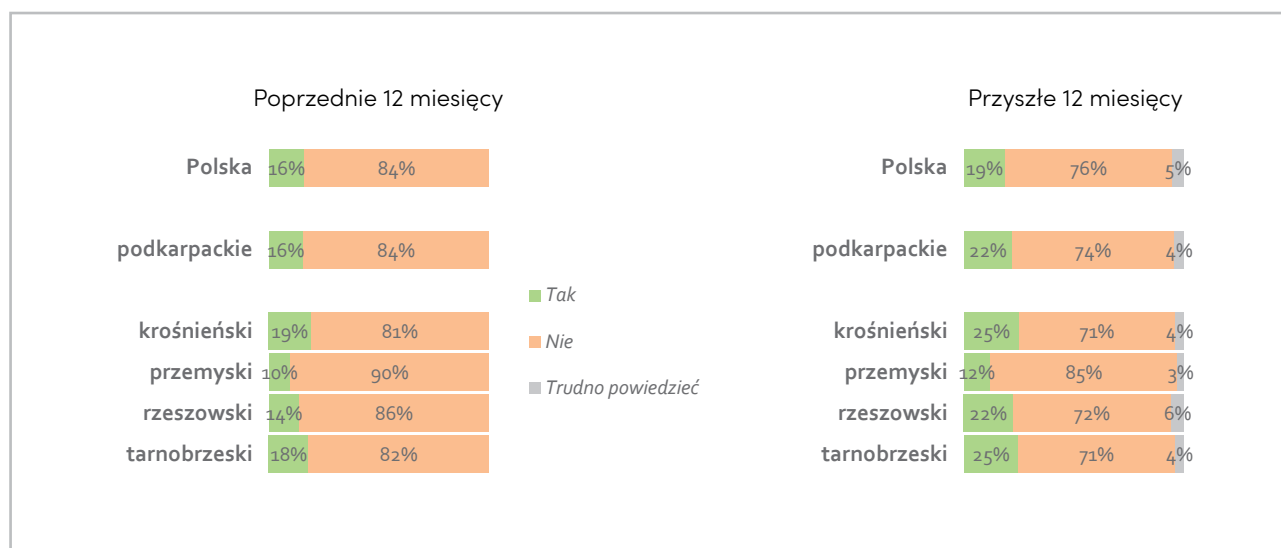 Poprzednie 12 miesięcy
Polska 16% 84%
podkarpackie 16% 84%
krośnieński 19% 81%
przemyski 10% 90%
rzeszowski 14% 86%
tarnobrzeski 18% 82%
Tak
Nie
Trudno powiedzieć
Przyszłe 12 miesięcy
Polska 19% 76% 5%
podkarpackie 22% 74% 4%
krośnieński 25% 71% 4%
przemyski 12% 85% 3%
rzeszowski 22% 72% 6%
tarnobrzeski 25% 71% 4%